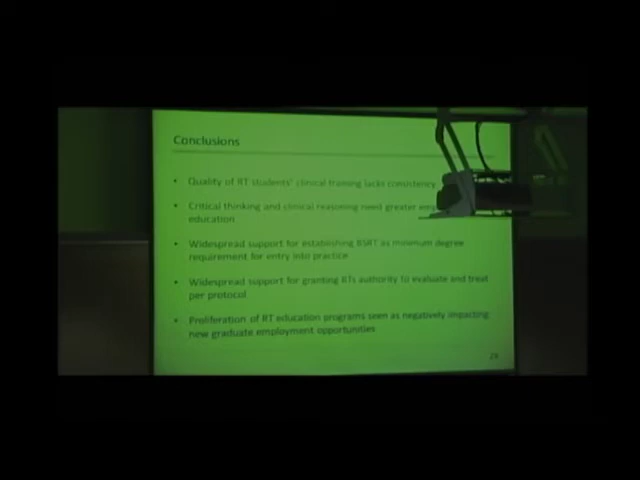 Conclusions
• Quality of RT students' clinical training lacks consistency
• Critical thinking and clinical reasoning need greater
education
• Widespread support for establishing BSRT as minimum degree
requirement for entry into practice
• Widespread support for granting RTs authority to evaluate and treat
per protocol
• Proliferation of RT education programs seen as negatively impacting
new graduate employment opportunities